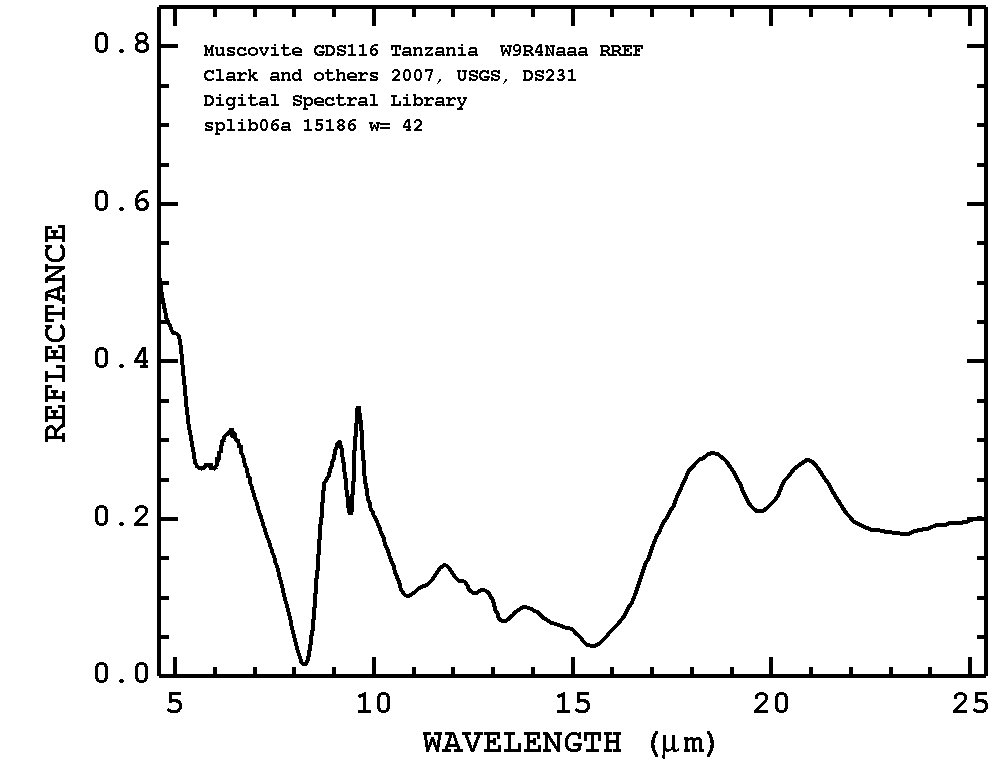 0.8
Muscovite GDS116 Tanzania W9R4Naaa RREF
Clark and others 2007, USGS, DS231
Digital Spectral Library
splib06a 15186 w= 42
0.6
REFLECTANCE
0.4
0.2
0.0
5 10 15 20 25
WAVELENGTH (μm)